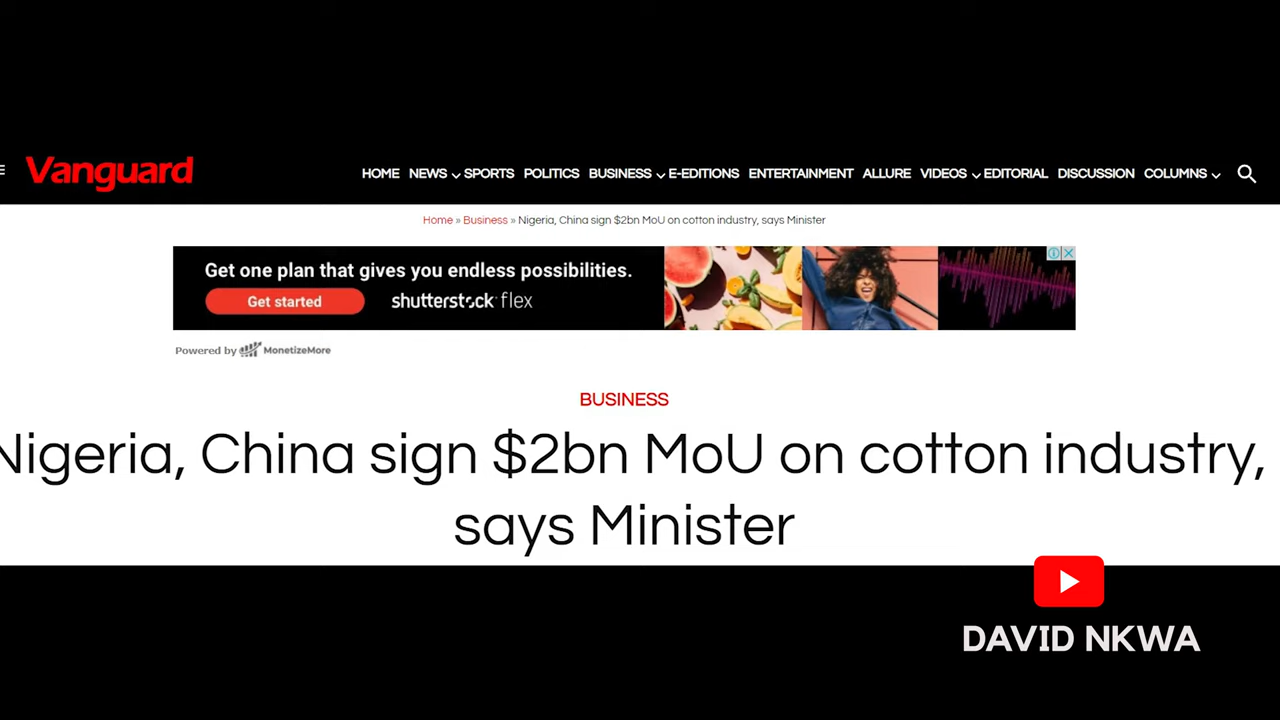 Vanguard
HOME NEWS SPORTS POLITICS BUSINESS E-EDITIONS ENTERTAINMENT ALLURE VIDEOS EDITORIAL DISCUSSION COLUMNS
Home » Business » Nigeria, China sign $2bn MoU on cotton industry, says Minister
Get one plan that gives you endless possibilities.
Get started shutterstock flex
Powered by MonetizeMore
BUSINESS
Nigeria, China sign $2bn MoU on cotton industry,
says Minister
DAVID NKWA